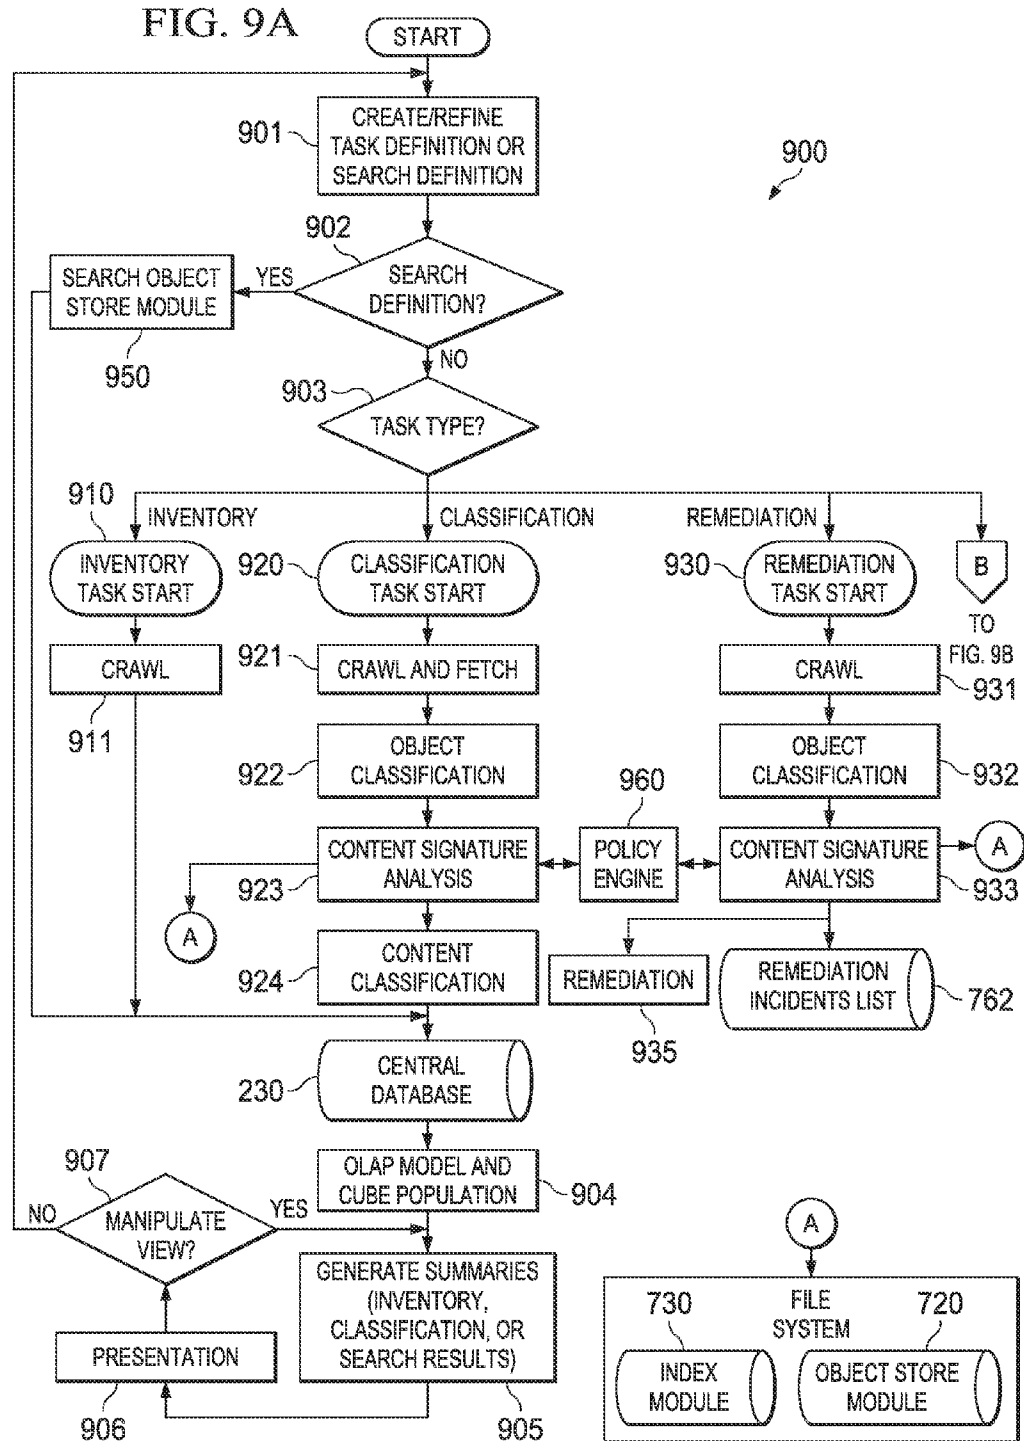 FIG. 9A
START
901
CREATE/REFINE
TASK DEFINITION OR
SEARCH DEFINITION
900
902
SEARCH
DEFINITION?
YES
SEARCH OBJECT
STORE MODULE
950
NO
903
TASK TYPE?
910
INVENTORY
CLASSIFICATION
REMEDIATION
INVENTORY
TASK START
920
CLASSIFICATION
TASK START
930
REMEDIATION
TASK START
B
TO
FIG. 9B
CRAWL
911
921
CRAWL AND FETCH
CRAWL
931
922
OBJECT
CLASSIFICATION
960
OBJECT
CLASSIFICATION
932
923
CONTENT SIGNATURE
ANALYSIS
POLICY
ENGINE
CONTENT SIGNATURE
ANALYSIS
933
A
A
924
CONTENT
CLASSIFICATION
REMEDIATION
935
REMEDIATION
INCIDENTS LIST
762
230
CENTRAL
DATABASE
OLAP MODEL AND
CUBE POPULATION
904
907
NO
MANIPULATE
VIEW?
YES
GENERATE SUMMARIES
(INVENTORY,
CLASSIFICATION, OR
SEARCH RESULTS)
905
PRESENTATION
906
A
730
FILE
SYSTEM
720
INDEX
MODULE
OBJECT STORE
MODULE